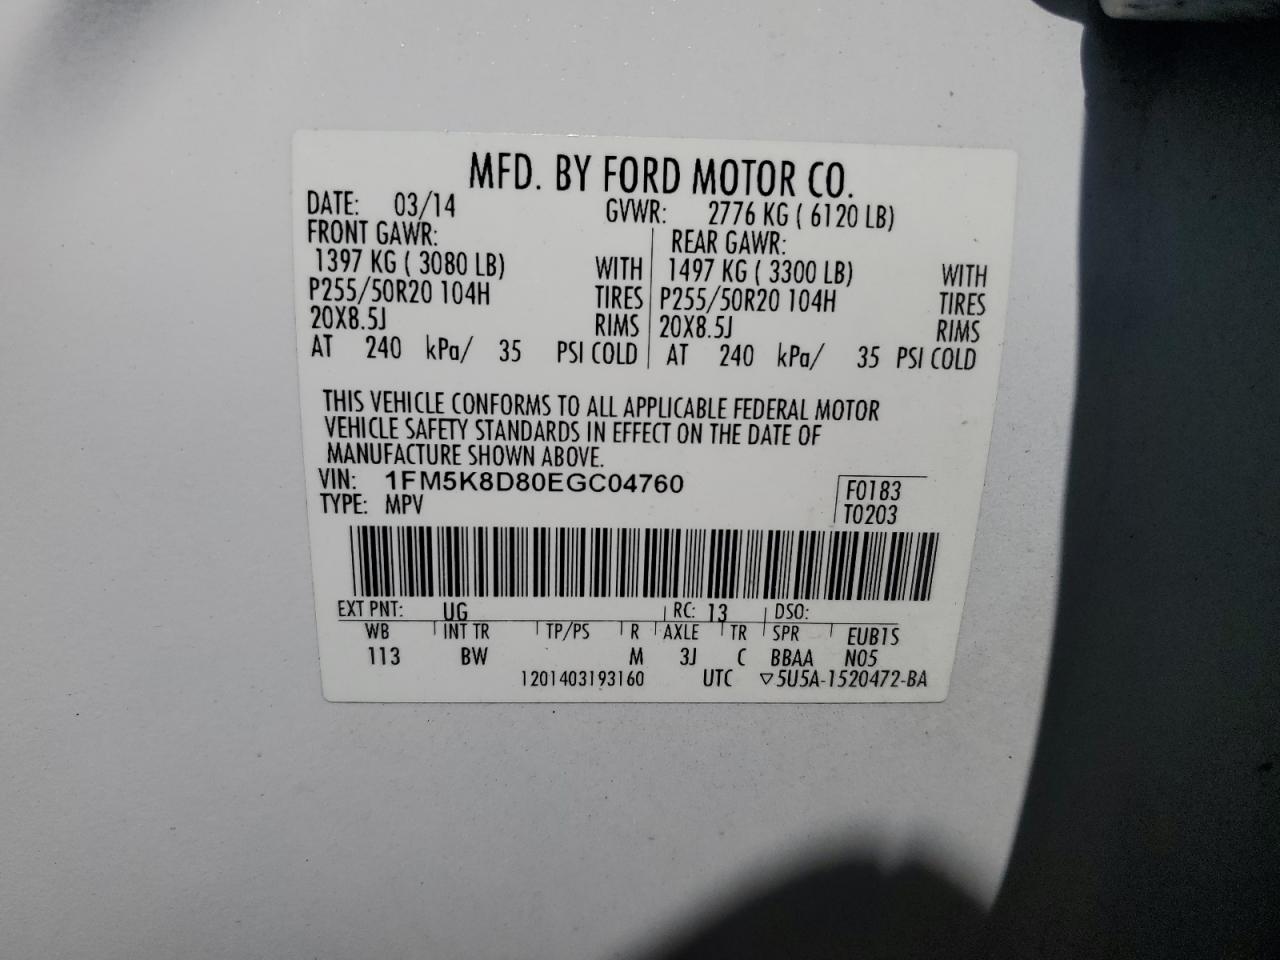 MFD. BY FORD MOTOR CO.
DATE: 03/14 GVWR: 2776 KG ( 6120 LB)
FRONT GAWR: REAR GAWR:
1397 KG ( 3080 LB) WITH 1497 KG ( 3300 LB) WITH
P255/50R20 104H TIRES P255/50R20 104H TIRES
20X8.5J RIMS 20X8.5J RIMS
AT 240 kPa/ 35 PSI COLD AT 240 kPa/ 35 PSI COLD
THIS VEHICLE CONFORMS TO ALL APPLICABLE FEDERAL MOTOR
VEHICLE SAFETY STANDARDS IN EFFECT ON THE DATE OF
MANUFACTURE SHOWN ABOVE.
VIN: 1FM5K8D80EGC04760 F0183
TYPE: MPV T0203
EXT PNT: UG RC: 13 DSO:
WB INT TR TP/PS R AXLE TR SPR EUB1S
113 BW M 3J C BBAA N05
1201403193160 UTC ▽5U5A-1520472-BA